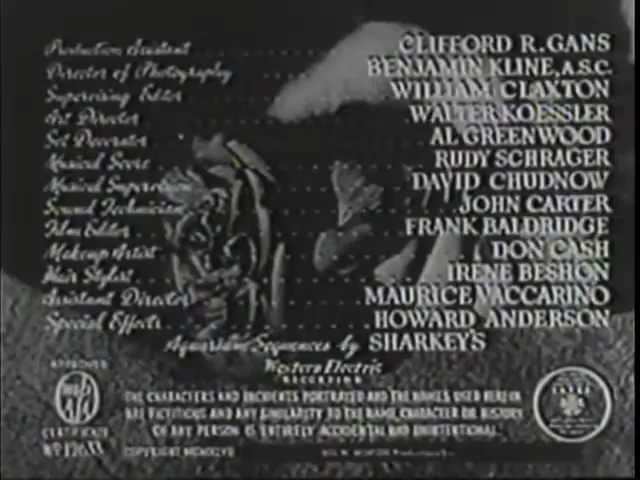 Production Assistant CLIFFORD R. GANS
Director of Photography BENJAMIN KLINE, A.S.C.
Supervising Editor WILLIAM CLAXTON
Art Director WALTER KOESSLER
Set Decorator AL GREENWOOD
Musical Score RUDY SCHRAGER
Musical Supervision DAVID CHUDNOW
Sound Technician JOHN CARTER
Film Editor FRANK BALDRIDGE
Makeup Artist DON CASH
Hair Stylist IRENE BESHON
Assistant Director MAURICE VACCARINO
Special Effects HOWARD ANDERSON
Aquarium Sequences by SHARKEY'S
Western Electric
RECORDING
APPROVED
CERTIFICATE
THE CHARACTERS AND INCIDENTS PORTRAYED AND THE NAMES USED HEREIN
ARE FICTITIOUS AND ANY SIMILARITY TO THE NAME, CHARACTER OR HISTORY
OF ANY PERSON IS ENTIRELY ACCIDENTAL AND UNINTENTIONAL.
COPYRIGHT MCMXLVII